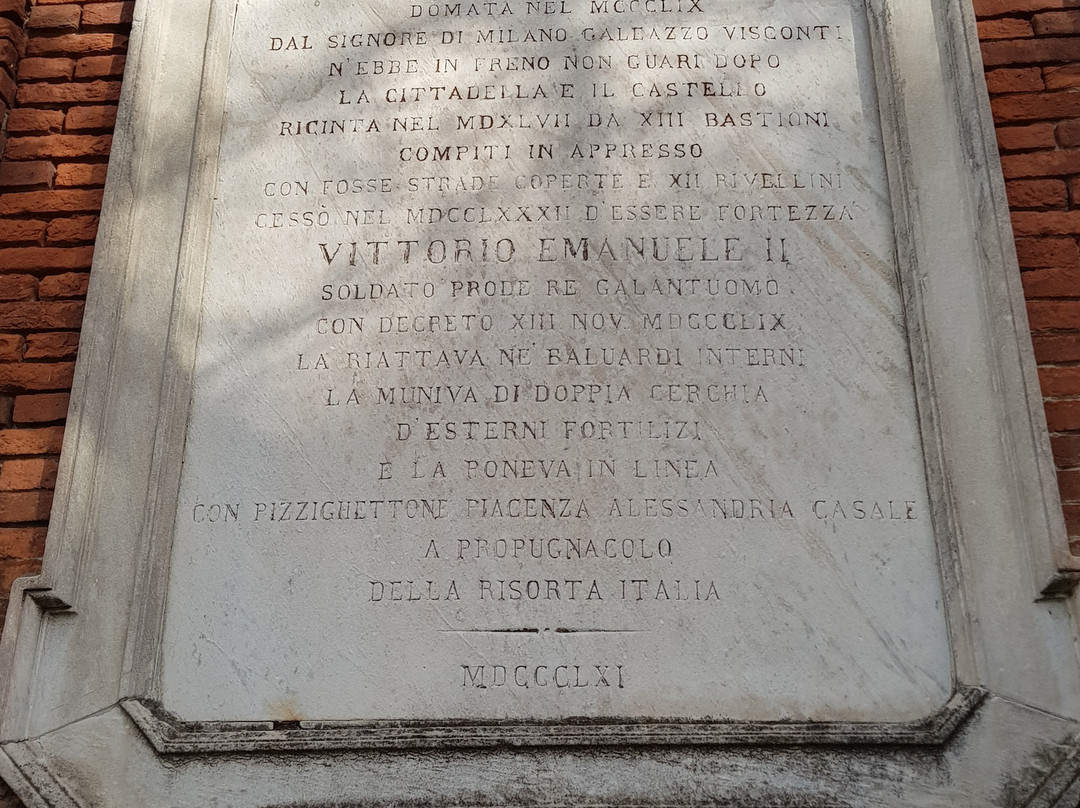 DOMATA NEL MCCCLIX
DAL SIGNORE DI MILANO GALEAZZO VISCONTI
N'EBBE IN FRENO NON GUARI DOPO
LA CITTADELLA E IL CASTELLO
RICINTA NEL MDXLVII DA XIII BASTIONI
COMPITI IN APPRESSO
CON FOSSE STRADE COPERTE E XII RIVELLINI
CESSÒ NEL MDCCLXXXII D'ESSERE FORTEZZA
VITTORIO EMANUELE II
SOLDATO PRODE RE GALANTUOMO
CON DECRETO XIII NOV. MDCCCLIX
LA RIATTAVA NE' BALUARDI INTERNI
LA MUNIVA DI DOPPIA CERCHIA
D'ESTERNI FORTILIZI
E LA PONEVA IN LINEA
CON PIZZIGHETTONE PIACENZA ALESSANDRIA CASALE
A PROPUGNACOLO
DELLA RISORTA ITALIA
MDCCCLXI